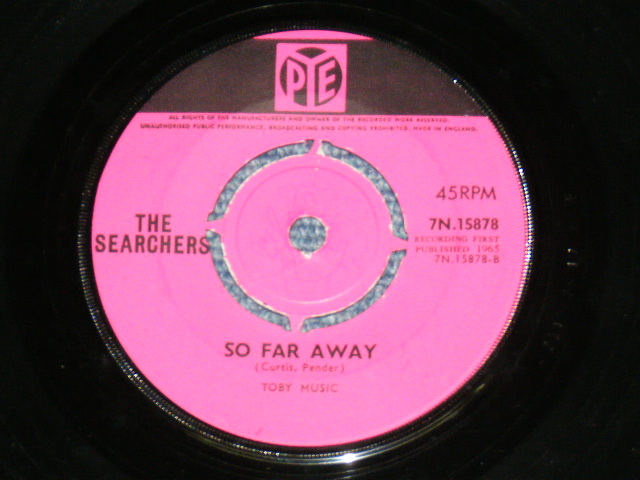 PYE
ALL RIGHTS OF THE MANUFACTURERS AND OWNER OF THE RECORDED WORK RESERVED.
UNAUTHORISED PUBLIC PERFORMANCE, BROADCASTING AND COPYING PROHIBITED. MADE IN ENGLAND.
45RPM
7N.15878
RECORDING FIRST
PUBLISHED 1965
7N.15878-B
THE
SEARCHERS
SO FAR AWAY
(Curtis, Pender)
TOBY MUSIC